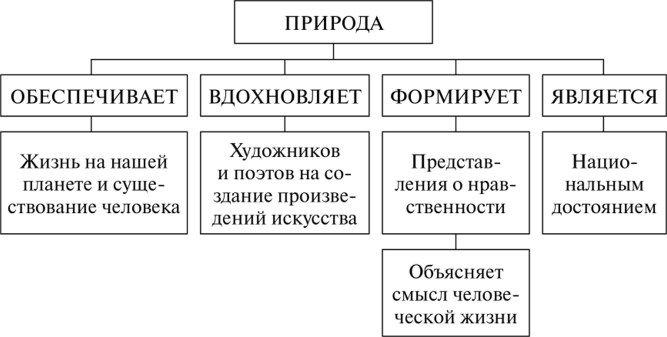 ПРИРОДА
ОБЕСПЕЧИВАЕТ
ВДОХНОВЛЯЕТ
ФОРМИРУЕТ
ЯВЛЯЕТСЯ
Жизнь на нашей
планете и суще-
ствование человека
Художников
и поэтов на со-
здание произве-
дений искусства
Представ-
ления о нрав-
ственности
Нацио-
нальным
достоянием
Объясняет
смысл челове-
ческой жизни